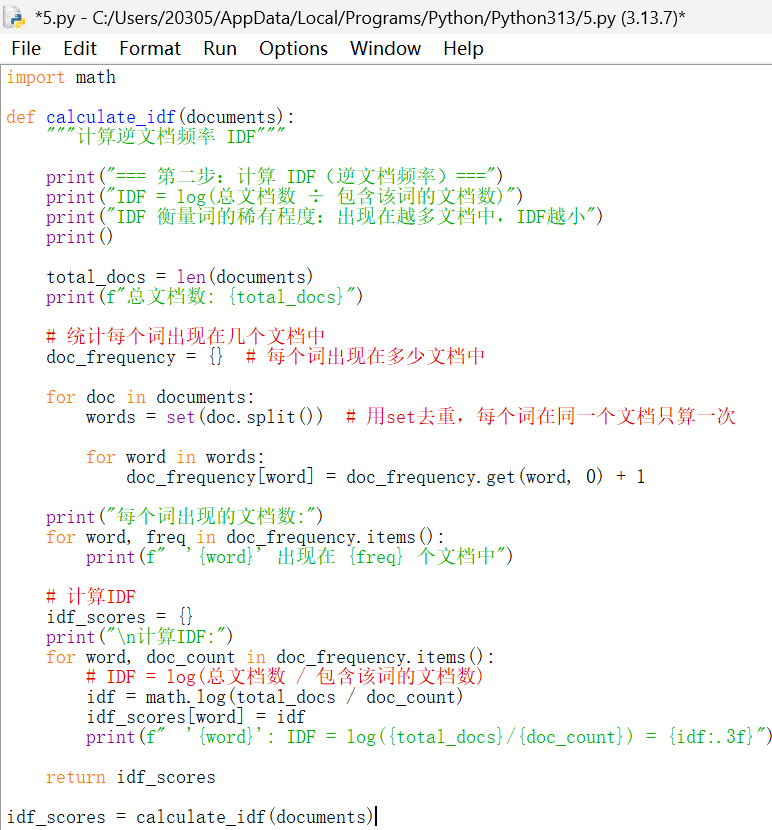 *5.py - C:/Users/20305/AppData/Local/Programs/Python/Python313/5.py (3.13.7)*
File Edit Format Run Options Window Help
import math
def calculate_idf(documents):
    """计算逆文档频率 IDF"""
    print("=== 第二步：计算 IDF（逆文档频率）===")
    print("IDF = log(总文档数 ÷ 包含该词的文档数)")
    print("IDF 衡量词的稀有程度：出现在越多文档中，IDF越小")
    print()
    total_docs = len(documents)
    print(f"总文档数: {total_docs}")
    # 统计每个词出现在几个文档中
    doc_frequency = {}  # 每个词出现在多少文档中
    for doc in documents:
        words = set(doc.split())  # 用set去重，每个词在同一个文档只算一次
        for word in words:
            doc_frequency[word] = doc_frequency.get(word, 0) + 1
    print("每个词出现的文档数:")
    for word, freq in doc_frequency.items():
        print(f"  '{word}' 出现在 {freq} 个文档中")
    # 计算IDF
    idf_scores = {}
    print("\n计算IDF:")
    for word, doc_count in doc_frequency.items():
        # IDF = log(总文档数 / 包含该词的文档数)
        idf = math.log(total_docs / doc_count)
        idf_scores[word] = idf
        print(f"  '{word}': IDF = log({total_docs}/{doc_count}) = {idf:.3f}")
    return idf_scores
idf_scores = calculate_idf(documents)